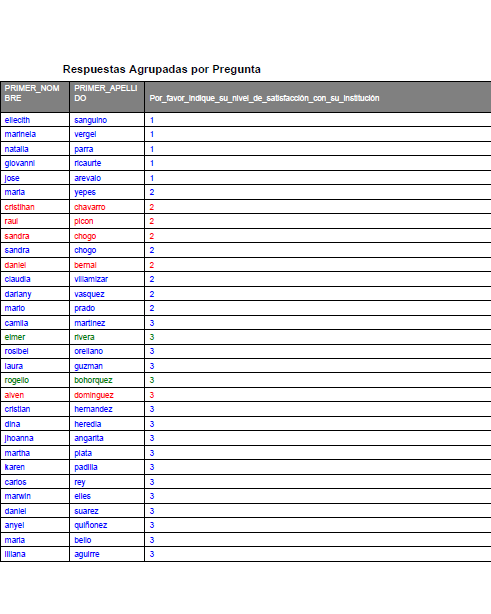 Respuestas Agrupadas por Pregunta
PRIMER_NOM
BRE
PRIMER_APELLI
DO
Por_favor_indique_su_nivel_de_satisfacción_con_su_institución
eliecith sanguino 1
marinela vergel 1
natalia parra 1
giovanni ricaurte 1
jose arevalo 1
maria yepes 2
cristihan chavarro 2
raul picon 2
sandra chogo 2
sandra chogo 2
daniel bernal 2
claudia villamizar 2
darlany vasquez 2
mario prado 2
camila martinez 3
elmer rivera 3
rosibel orellano 3
laura guzman 3
rogelio bohorquez 3
alven dominguez 3
cristian hernandez 3
dina heredia 3
jhoanna angarita 3
martha plata 3
karen padilla 3
carlos rey 3
marwin elles 3
daniel suarez 3
anyel quiñonez 3
maria bello 3
liliana aguirre 3